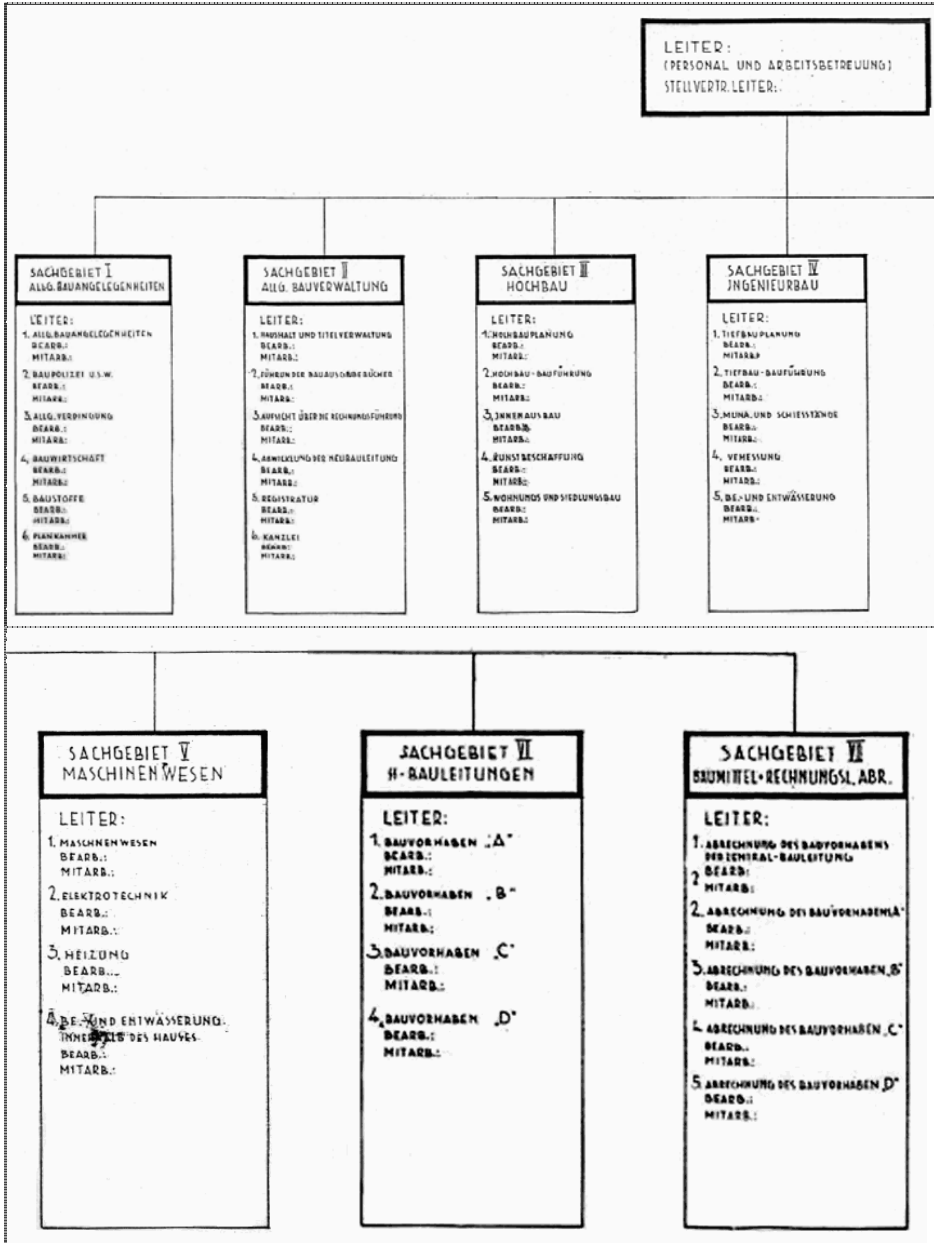 LEITER:
(PERSONAL UND ARBEITSBETREUUNG)
STELLVERTR. LEITER:
SACHGEBIET I
ALLG. BAUANGELEGENHEITEN
LEITER:
1. ALLG. BAUANGELEGENHEITEN
BEARB.:
MITARB.:
2. BAUPOLIZEI U.S.W.
BEARB.:
MITARB.:
3. ALLG. VERDINGUNG
BEARB.:
MITARB.:
4. BAUWIRTSCHAFT
BEARB.:
MITARB.:
5. BAUSTOFFE
BEARB.:
MITARB.:
6. PLANKAMMER
BEARB.:
MITARB:
SACHGEBIET II
ALLG. BAUVERWALTUNG
LEITER:
1. HAUSHALT UND TITELVERWALTUNG
BEARB.:
MITARB.:
2. FÜHRUN DER BAUAUSGABEBÜCHER
BEARB.:
MITARB.:
3. AUFSICHT ÜBER DIE RECHNUNGSFÜHRUNG
BEARB.:
MITARB.:
4. ABWICKLUNG DER NEUBAULEITUNG
BEARB.:
MITARB.:
5. REGISTRATUR
BEARB.:
MITARB.:
6. KANZLEI
BEARB.:
MITARB.:
SACHGEBIET III
HOCHBAU
LEITER:
1. HOCHBAUPLANUNG
BEARB.:
MITARB.:
2. HOCHBAU-BAUFÜHRUNG
BEARB.:
MITARB.:
3. JNNENAUSBAU
BEARB.:
MITARB.:
4. KUNSTBESCHAFFUNG
BEARB.:
MITARB.:
5. WOHNUNGS UND SIEDLUNGSBAU
BEARB.:
MITARB.:
SACHGEBIET IV
JNGENIEURBAU
LEITER:
1. TIEFBAUPLANUNG
BEARB.:
MITARB.:
2. TIEFBAU-BAUFÜHRUNG
BEARB.:
MITARB.:
3. MUNA. UND SCHIESSTÄNDE
BEARB.:
MITARB.:
4. VEMESSUNG
BEARB.:
MITARB.:
5. BE.- UND ENTWÄSSERUNG
BEARB.:
MITARB.
SACHGEBIET V
MASCHINENWESEN
LEITER:
1. MASCHNENWESEN
BEARB.:
MITARB.:
2. ELEKTROTECHNIK
BEARB.:
MITARB.:
3. HEIZUNG
BEARB.:
MITARB.:
4. BE.- UND ENTWÄSSERUNG
INNERHALB DES HAUSES
BEARB.:
MITARB.:
SACHGEBIET VI
SS-BAULEITUNGEN
LEITER:
1. BAUVORHABEN „A"
BEARB.:
MITARB.:
2. BAUVORHABEN „B"
BEARB.:
MITARB.:
3. BAUVORHABEN „C"
BEARB.:
MITARB.:
4. BAUVORHABEN „D"
BEARB.:
MITARB.:
SACHGEBIET VII
BAUMITTEL+RECHNUNGSL. ABR.
LEITER:
1. ABRECHNUNG DES BAUVORHABENS
DER ZENTRAL-BAULEITUNG
BEARB:
2 MITARB:
2. ABRECHNUNG DES BAUVORHABEN „A"
BEARB.:
MITARB.:
3. ABRECHNUNG DES BAUVORHABEN „B"
BEARB.:
MITARB.:
4. ABRECHNUNG DES BAUVORHABEN „C"
BEARB.:
MITARB.:
5. ABRECHNUNG DES BAUVORHABEN „D"
BEARB.:
MITARB.: